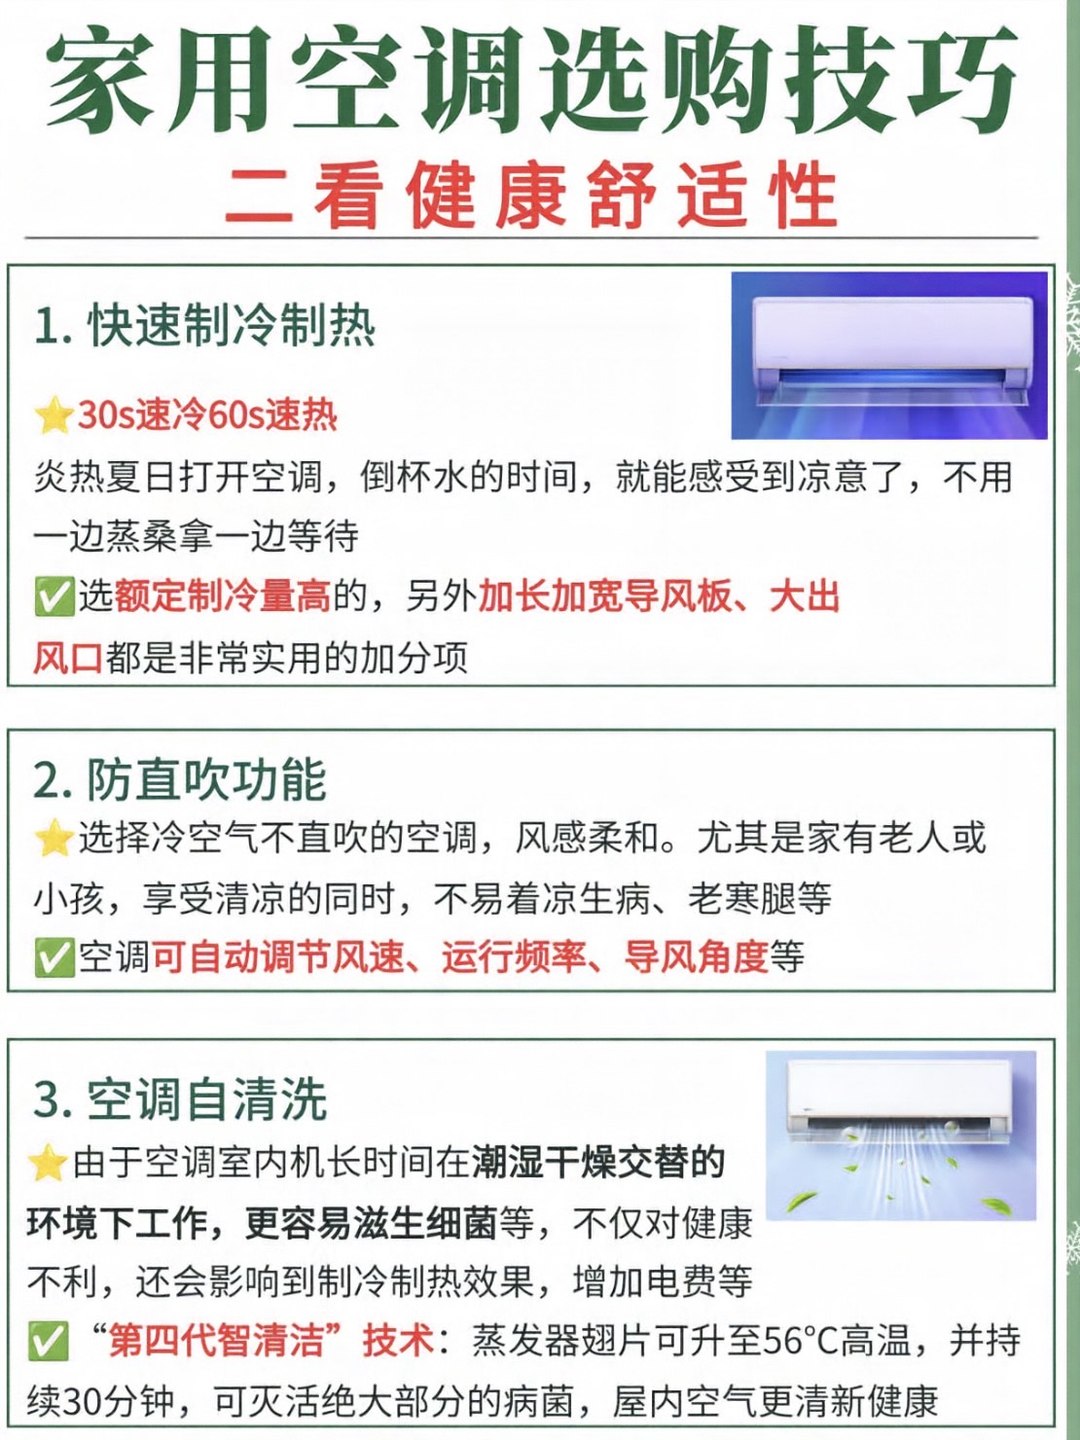 家用空调选购技巧
二看健康舒适性
1. 快速制冷制热
⭐30s速冷60s速热
炎热夏日打开空调，倒杯水的时间，就能感受到凉意了，不用
一边蒸桑拿一边等待
✅选额定制冷量高的，另外加长加宽导风板、大出
风口都是非常实用的加分项
2. 防直吹功能
⭐选择冷空气不直吹的空调，风感柔和。尤其是家有老人或
小孩，享受清凉的同时，不易着凉生病、老寒腿等
✅空调可自动调节风速、运行频率、导风角度等
3. 空调自清洗
⭐由于空调室内机长时间在潮湿干燥交替的
环境下工作，更容易滋生细菌等，不仅对健康
不利，还会影响到制冷制热效果，增加电费等
✅“第四代智清洁”技术：蒸发器翅片可升至56℃高温，并持
续30分钟，可灭活绝大部分的病菌，屋内空气更清新健康